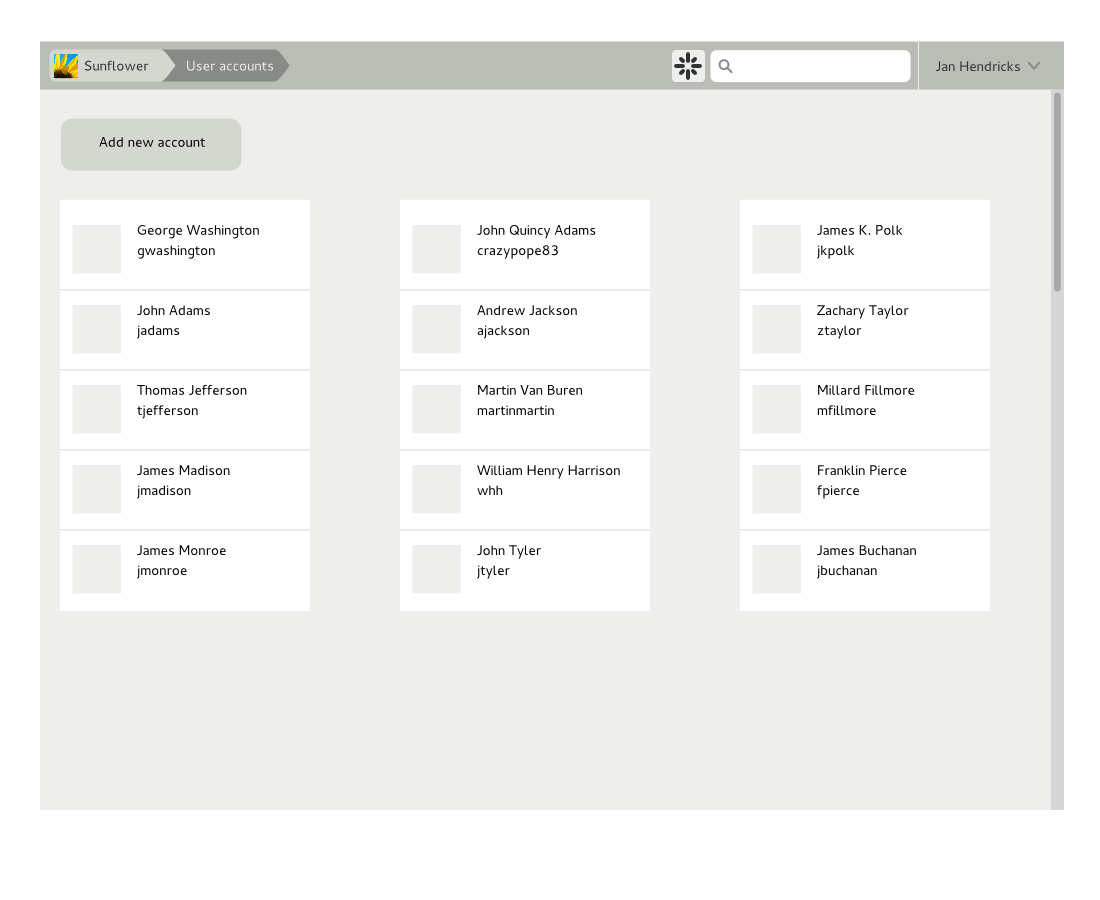 Sunflower
User accounts
Jan Hendricks
Add new account
George Washington
gwashington
John Adams
jadams
Thomas Jefferson
tjefferson
James Madison
jmadison
James Monroe
jmonroe
John Quincy Adams
crazypope83
Andrew Jackson
ajackson
Martin Van Buren
martinmartin
William Henry Harrison
whh
John Tyler
jtyler
James K. Polk
jkpolk
Zachary Taylor
ztaylor
Millard Fillmore
mfillmore
Franklin Pierce
fpierce
James Buchanan
jbuchanan